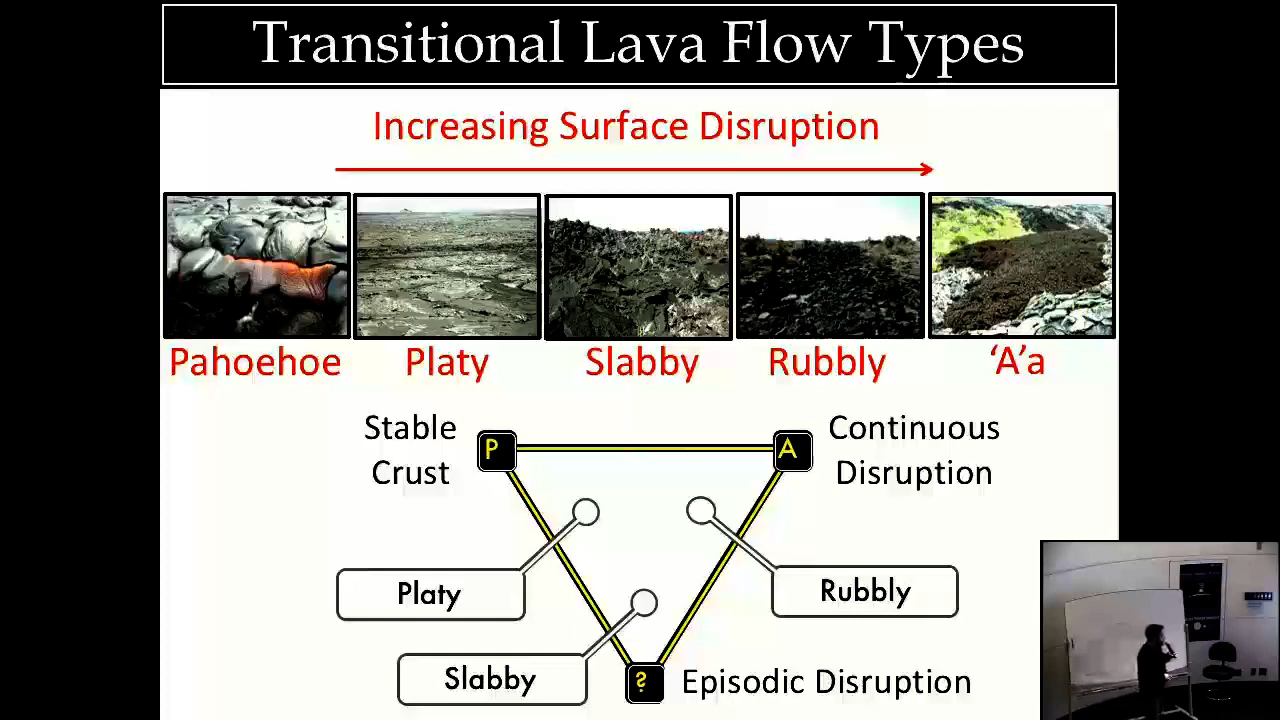 Transitional Lava Flow Types
Increasing Surface Disruption
Pahoehoe
Platy
Slabby
Rubbly
‘A’a
Stable
Crust
P
A
Continuous
Disruption
Platy
Rubbly
Slabby
?
Episodic Disruption